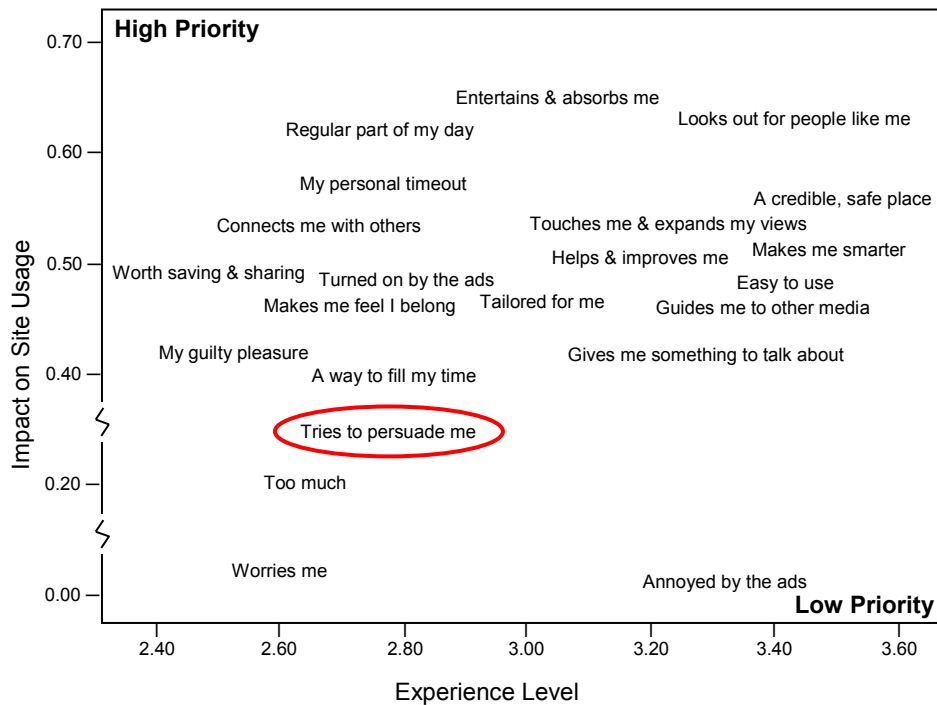 High Priority
0.70
Entertains & absorbs me
Looks out for people like me
Regular part of my day
0.60
My personal timeout
A credible, safe place
Connects me with others
Touches me & expands my views
Makes me smarter
Helps & improves me
0.50
Worth saving & sharing
Turned on by the ads
Easy to use
Tailored for me
Makes me feel I belong
Guides me to other media
My guilty pleasure
Gives me something to talk about
0.40
A way to fill my time
Tries to persuade me
Too much
0.20
Worries me
Annoyed by the ads
0.00
Low Priority
Impact on Site Usage
2.40 2.60 2.80 3.00 3.20 3.40 3.60
Experience Level